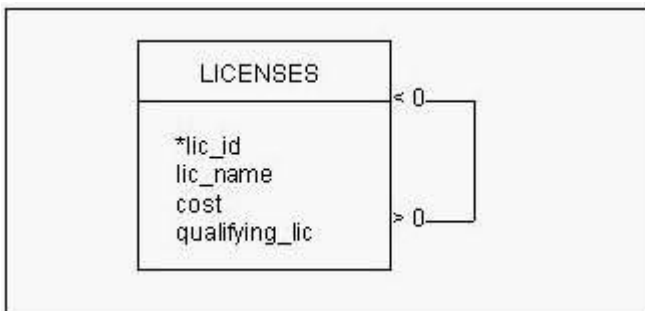 LICENSES
< 0
*lic_id
lic_name
cost
> 0
qualifying_lic